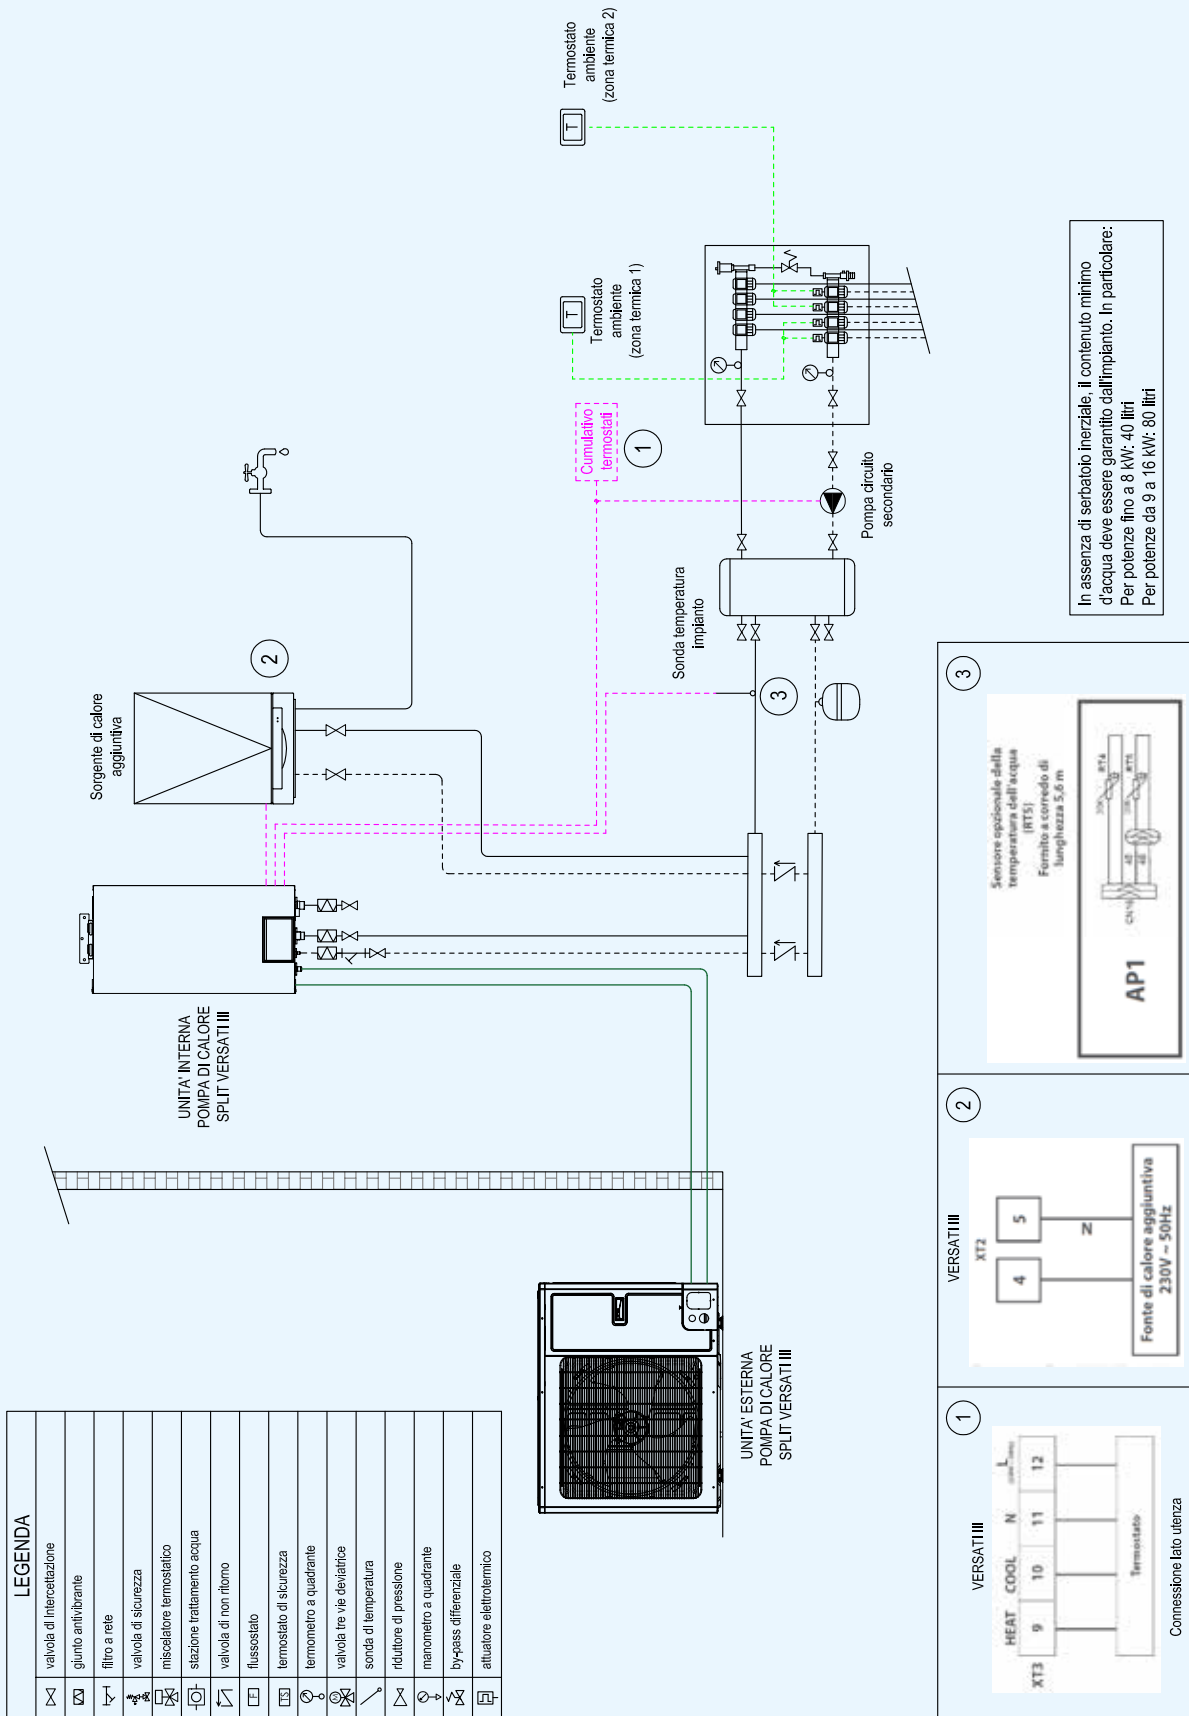 LEGENDA
valvola di intercettazione
giunto antivibrante
filtro a rete
valvola di sicurezza
miscelatore termostatico
stazione trattamento acqua
valvola di non ritorno
F
flussostato
TS
termostato di sicurezza
termometro a quadrante
M
valvola tre vie deviatrice
sonda di temperatura
riduttore di pressione
manometro a quadrante
by-pass differenziale
attuatore elettrotermico
UNITA' ESTERNA
POMPA DI CALORE
SPLIT VERSATI III
UNITA' INTERNA
POMPA DI CALORE
SPLIT VERSATI III
Sorgente di calore
aggiuntiva
2
Sonda temperatura
impianto
3
Cumulativo
termostati
1
Pompa circuito
secondario
T
Termostato
ambiente
(zona termica 1)
T
Termostato
ambiente
(zona termica 2)
In assenza di serbatoio inerziale, il contenuto minimo
d'acqua deve essere garantito dall'impianto. In particolare:
Per potenze fino a 8 kW: 40 litri
Per potenze da 9 a 16 kW: 80 litri
1
VERSATI III
HEAT COOL N L
XT3 9 10 11 12
Termostato
Connessione lato utenza
2
VERSATI III
XT2
4 5
N
Fonte di calore aggiuntiva
230V ~ 50Hz
3
Sensore opzionale della
temperatura dell'acqua
(RT5)
Fornito a corredo di
lunghezza 5,6 m
AP1
RT4
RT5